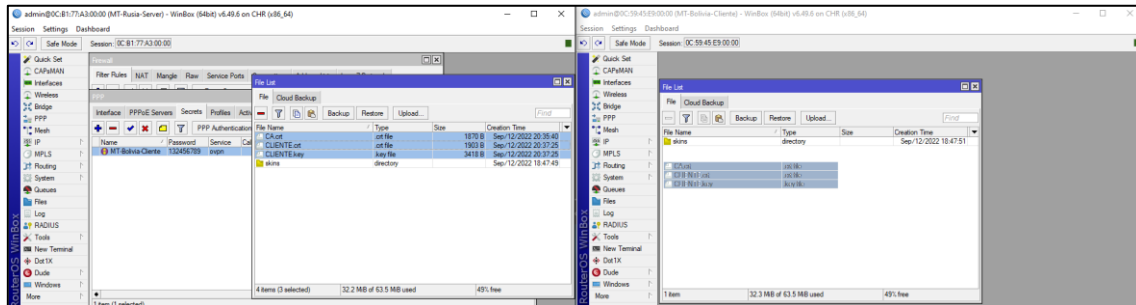 admin@0C:B1:77:A3:00:00 (MT-Rusia-Server) - WinBox (64bit) v6.49.6 on CHR (x86_64)
Session Settings Dashboard
Safe Mode Session: 0C:B1:77:A3:00:00
Quick Set
CAPsMAN
Interfaces
Wireless
Bridge
PPP
Mesh
IP
MPLS
Routing
System
Queues
Files
Log
RADIUS
Tools
New Terminal
Dot1X
Dude
Windows
More
RouterOS WinBox
Firewall
Filter Rules NAT Mangle Raw Service Ports
PPP
Interface PPPoE Servers Secrets Profiles
PPP Authentication
Name Password Service
MT-Bolivia-Cliente 132456789 ovpn
1 item (1 selected)
File List
File Cloud Backup
Backup Restore Upload... Find
File Name Type Size Creation Time
CA.crt .crt file 1870 B Sep/12/2022 20:35:40
CLIENTE.crt .crt file 1903 B Sep/12/2022 20:37:25
CLIENTE.key .key file 3418 B Sep/12/2022 20:37:25
skins directory Sep/12/2022 18:47:49
4 items (3 selected) 32.2 MiB of 63.5 MiB used 49% free
admin@0C:59:45:E9:00:00 (MT-Bolivia-Cliente) - WinBox (64bit) v6.49.6 on CHR (x86_64)
Session Settings Dashboard
Safe Mode Session: 0C:59:45:E9:00:00
Quick Set
CAPsMAN
Interfaces
Wireless
Bridge
PPP
Mesh
IP
MPLS
Routing
System
Queues
Files
Log
RADIUS
Tools
New Terminal
Dot1X
Dude
Windows
More
RouterOS WinBox
File List
File Cloud Backup
Backup Restore Upload... Find
File Name Type Size Creation Time
skins directory Sep/12/2022 18:47:51
1 item 32.3 MiB of 63.5 MiB used 49% free